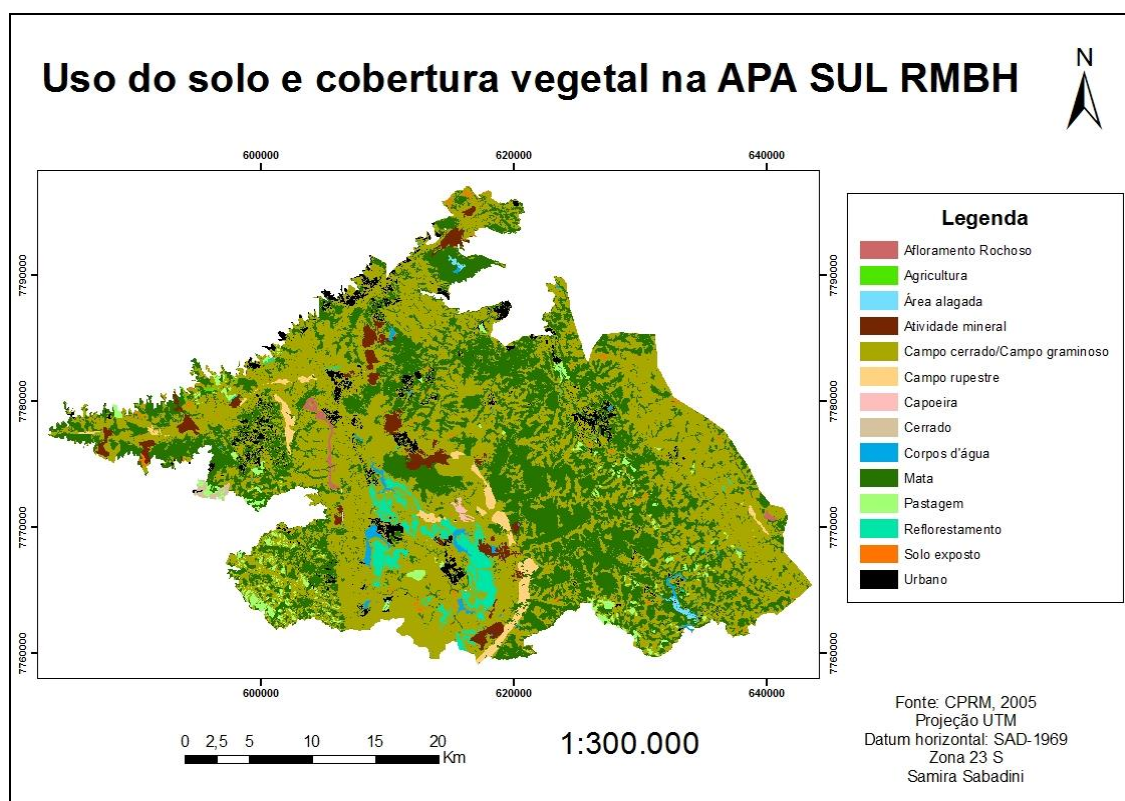 Uso do solo e cobertura vegetal na APA SUL RMBH
N
600000 620000 640000
7790000 7790000
7780000 7780000
7770000 7770000
7760000 7760000
600000 620000 640000
Legenda
Afloramento Rochoso
Agricultura
Área alagada
Atividade mineral
Campo cerrado/Campo graminoso
Campo rupestre
Capoeira
Cerrado
Corpos d'água
Mata
Pastagem
Reflorestamento
Solo exposto
Urbano
0 2,5 5 10 15 20
Km
1:300.000
Fonte: CPRM, 2005
Projeção UTM
Datum horizontal: SAD-1969
Zona 23 S
Samira Sabadini